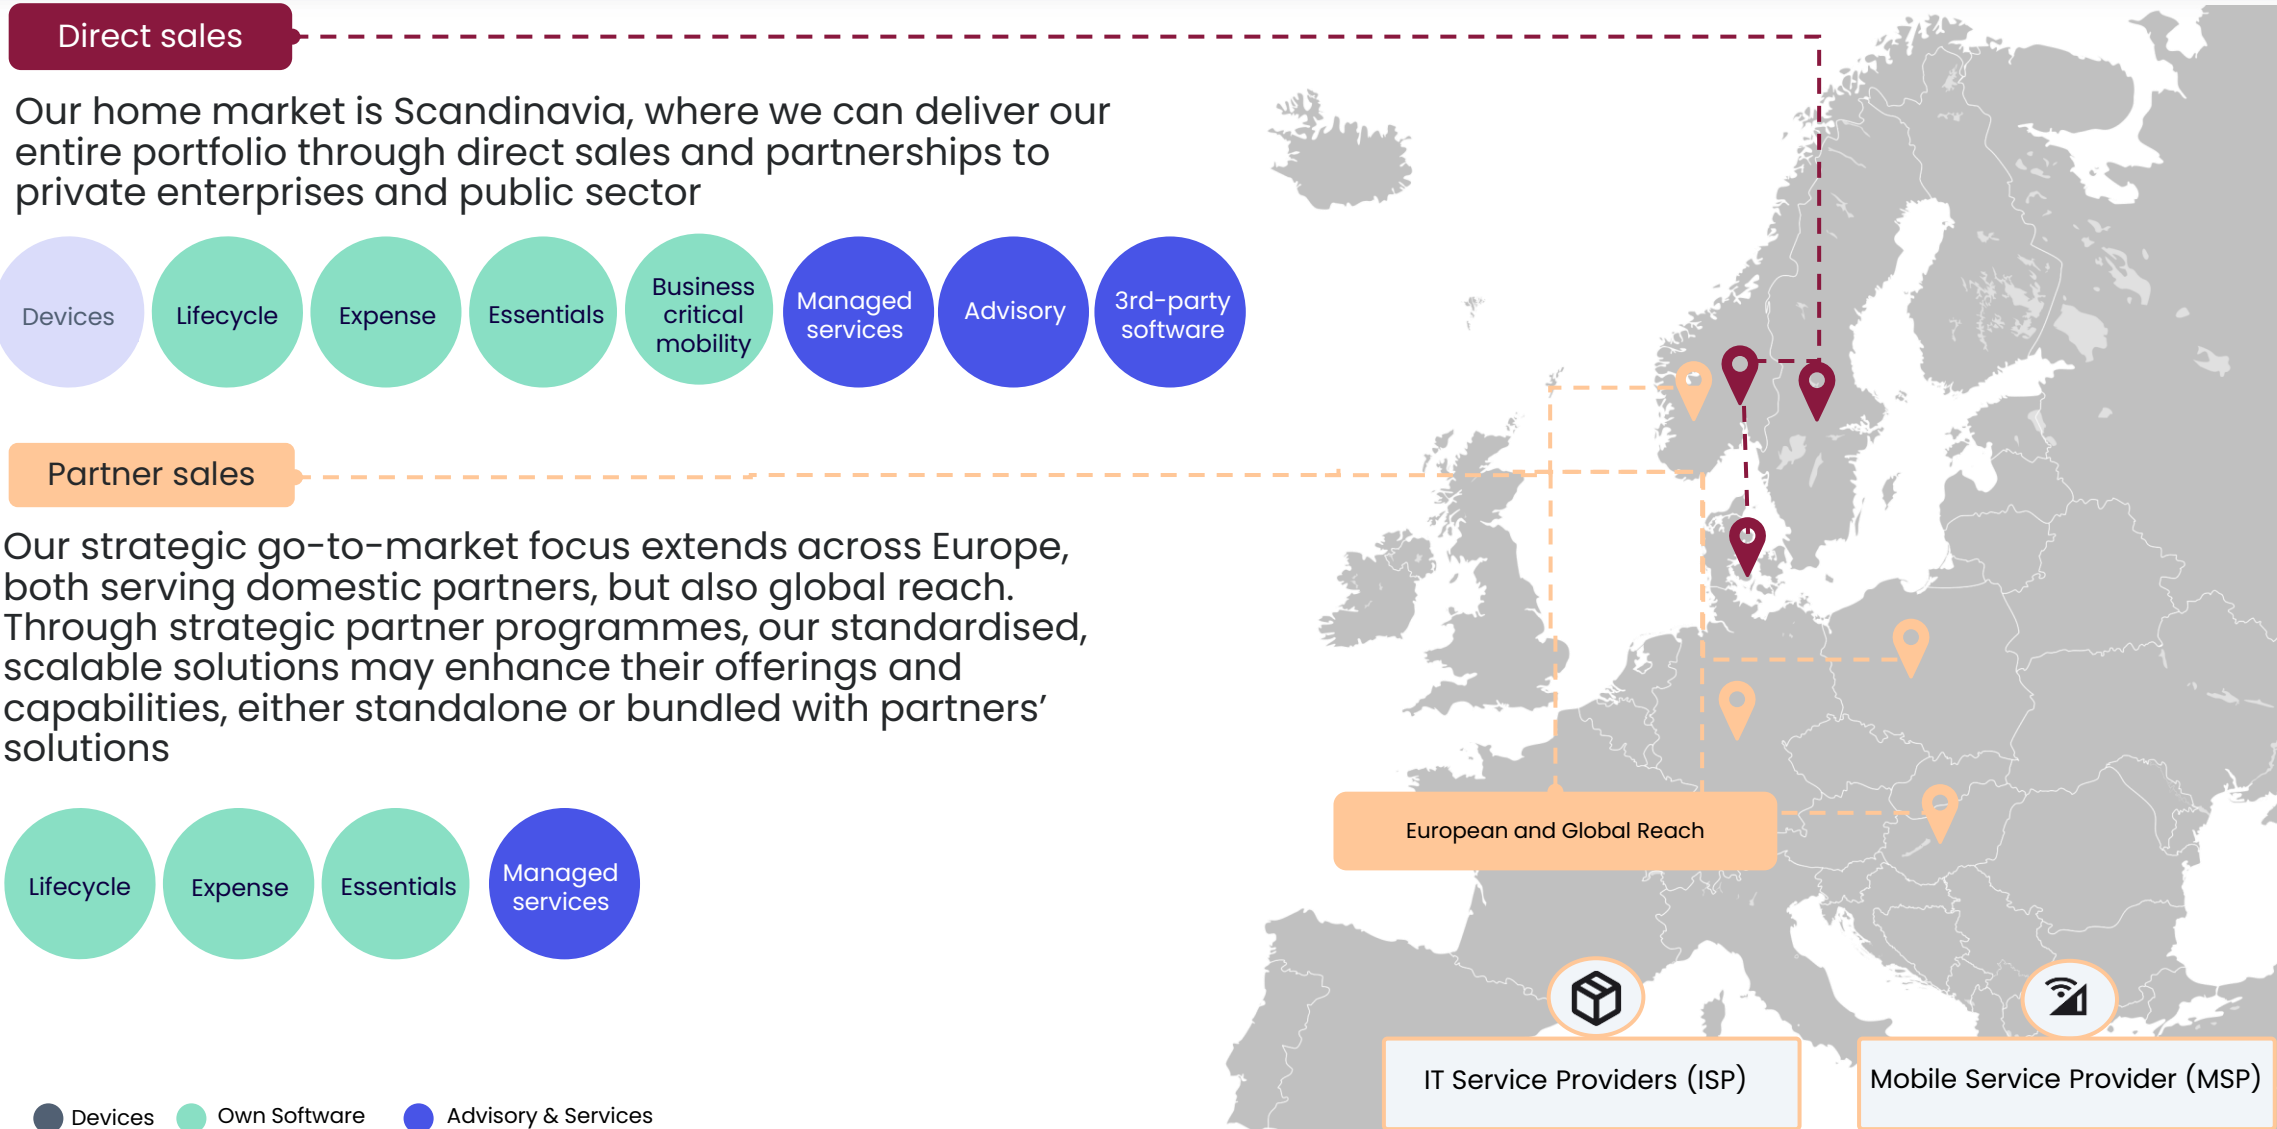 Direct sales
Our home market is Scandinavia, where we can deliver our
entire portfolio through direct sales and partnerships to
private enterprises and public sector
Devices
Lifecycle
Expense
Essentials
Business
critical
mobility
Managed
services
Advisory
3rd-party
software
Partner sales
Our strategic go-to-market focus extends across Europe,
both serving domestic partners, but also global reach.
Through strategic partner programmes, our standardised,
scalable solutions may enhance their offerings and
capabilities, either standalone or bundled with partners’
solutions
Lifecycle
Expense
Essentials
Managed
services
European and Global Reach
IT Service Providers (ISP)
Mobile Service Provider (MSP)
Devices
Own Software
Advisory & Services